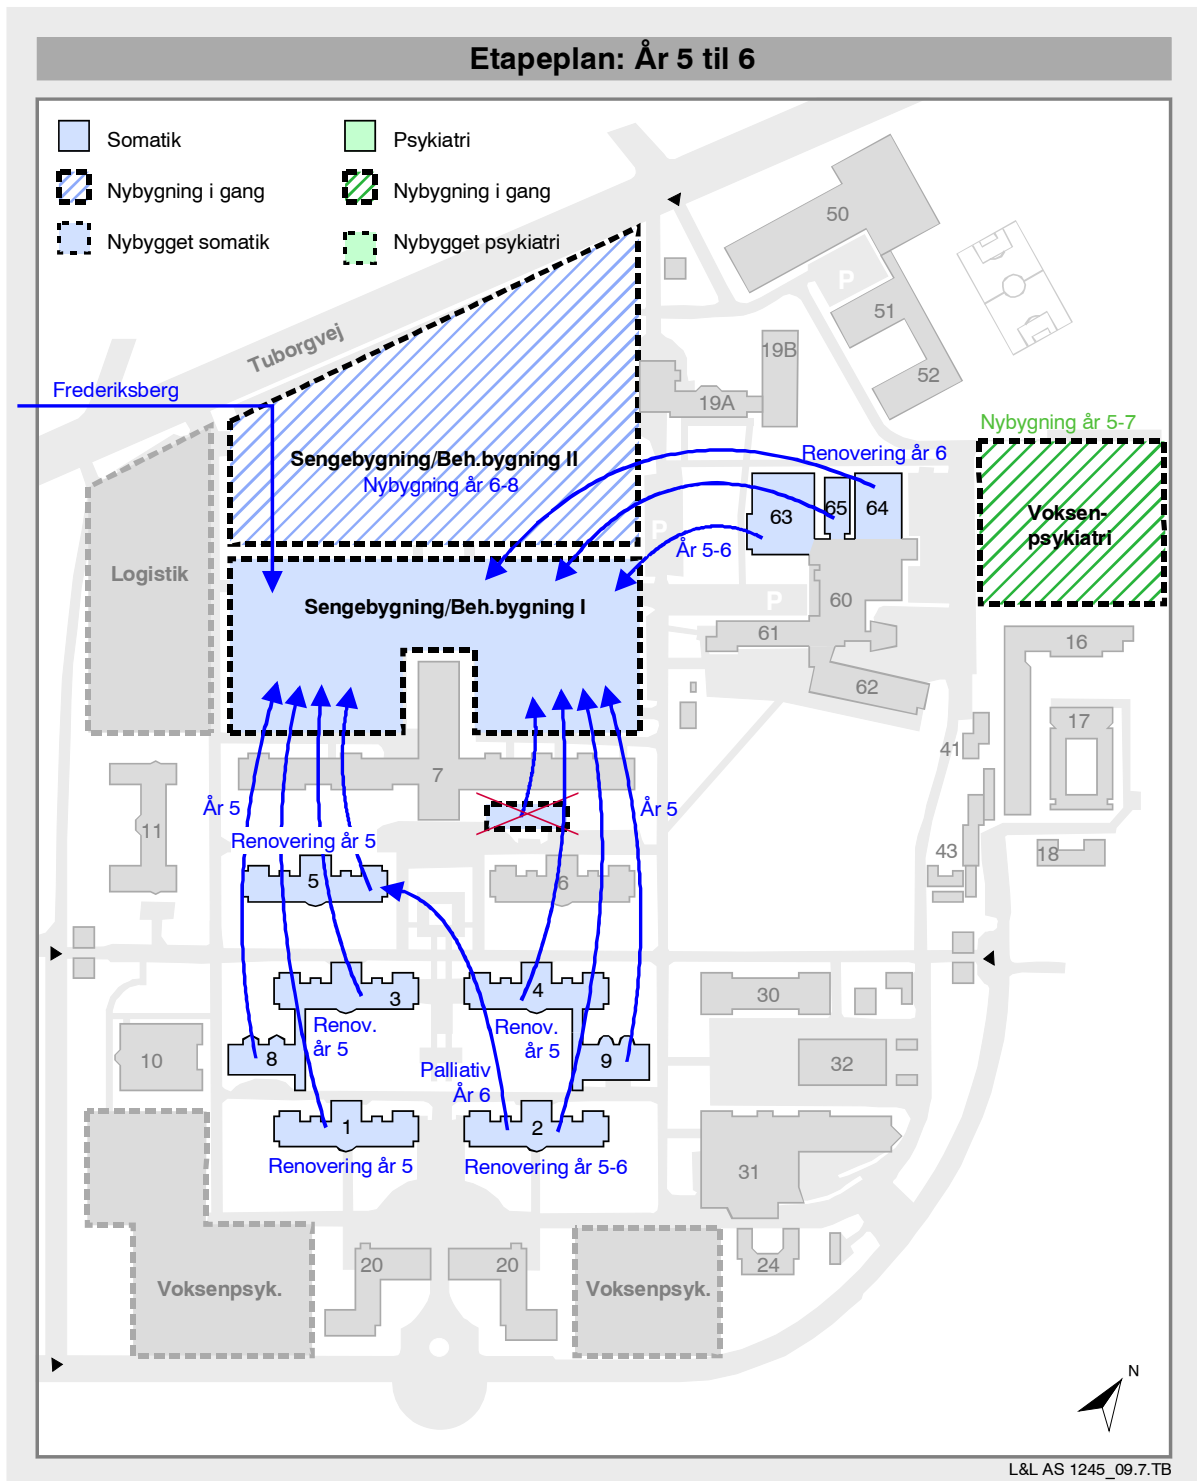 Etapeplan: År 5 til 6
Somatik
Psykiatri
Nybygning i gang
Nybygning i gang
Nybygget somatik
Nybygget psykiatri
50
P
51
52
Tuborgvej
19B
19A
Frederiksberg
Nybygning år 5-7
Sengebygning/Beh.bygning II
Nybygning år 6-8
Renovering år 6
63
65
64
P
År 5-6
Voksen-
psykiatri
Logistik
Sengebygning/Beh.bygning I
P
60
61
62
16
17
41
7
År 5
År 5
11
Renovering år 5
43
18
5
6
3
4
30
Renov.
år 5
Renov.
år 5
8
9
10
32
Palliativ
År 6
1
2
Renovering år 5
Renovering år 5-6
31
20
20
24
Voksenpsyk.
Voksenpsyk.
N
L&L AS 1245_09.7.TB